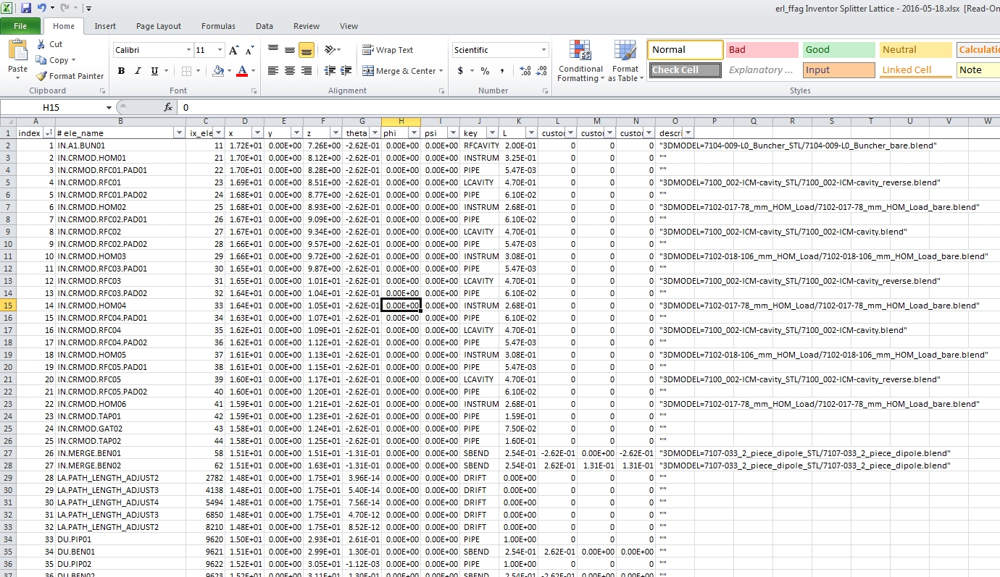 erl_ffag Inventor Splitter Lattice - 2016-05-18.xlsx [Read-On
File Home Insert Page Layout Formulas Data Review View
Paste Cut Calibri 11 Wrap Text Scientific Conditional Formatting Format as Table Normal Bad Good Neutral Calculatio
Copy Format Painter B I U Merge & Center $ % , Check Cell Explanatory ... Input Linked Cell Note
Clipboard Font Alignment Number Styles
H15 fx 0
A B C D E F G H I J K L M N O P Q R S T U V W
1 index # ele_name ix_ele x y z theta phi psi key L custor custor custor descri
2 1 IN.A1.BUN01 11 1.72E+01 0.00E+00 7.26E+00 -2.62E-01 0.00E+00 0.00E+00 RFCAVITY 2.00E-01 0 0 0 "3DMODEL=7104-009-L0_Buncher_STL/7104-009-L0_Buncher_bare.blend"
3 2 IN.CRMOD.HOM01 21 1.70E+01 0.00E+00 8.12E+00 -2.62E-01 0.00E+00 0.00E+00 INSTRUM 3.25E-01 0 0 0 ""
4 3 IN.CRMOD.RFC01.PAD01 22 1.70E+01 0.00E+00 8.28E+00 -2.62E-01 0.00E+00 0.00E+00 PIPE 5.47E-03 0 0 0 ""
5 4 IN.CRMOD.RFC01 23 1.69E+01 0.00E+00 8.51E+00 -2.62E-01 0.00E+00 0.00E+00 LCAVITY 4.70E-01 0 0 0 "3DMODEL=7100_002-ICM-cavity_STL/7100_002-ICM-cavity_reverse.blend"
6 5 IN.CRMOD.RFC01.PAD02 24 1.68E+01 0.00E+00 8.77E+00 -2.62E-01 0.00E+00 0.00E+00 PIPE 6.10E-02 0 0 0 ""
7 6 IN.CRMOD.HOM02 25 1.68E+01 0.00E+00 8.93E+00 -2.62E-01 0.00E+00 0.00E+00 INSTRUM 2.68E-01 0 0 0 "3DMODEL=7102-017-78_mm_HOM_Load/7102-017-78_mm_HOM_Load_bare.blend"
8 7 IN.CRMOD.RFC02.PAD01 26 1.67E+01 0.00E+00 9.09E+00 -2.62E-01 0.00E+00 0.00E+00 PIPE 6.10E-02 0 0 0 ""
9 8 IN.CRMOD.RFC02 27 1.67E+01 0.00E+00 9.34E+00 -2.62E-01 0.00E+00 0.00E+00 LCAVITY 4.70E-01 0 0 0 "3DMODEL=7100_002-ICM-cavity_STL/7100_002-ICM-cavity.blend"
10 9 IN.CRMOD.RFC02.PAD02 28 1.66E+01 0.00E+00 9.57E+00 -2.62E-01 0.00E+00 0.00E+00 PIPE 5.47E-03 0 0 0 ""
11 10 IN.CRMOD.HOM03 29 1.66E+01 0.00E+00 9.72E+00 -2.62E-01 0.00E+00 0.00E+00 INSTRUM 3.08E-01 0 0 0 "3DMODEL=7102-018-106_mm_HOM_Load/7102-018-106_mm_HOM_Load_bare.blend"
12 11 IN.CRMOD.RFC03.PAD01 30 1.65E+01 0.00E+00 9.87E+00 -2.62E-01 0.00E+00 0.00E+00 PIPE 5.47E-03 0 0 0 ""
13 12 IN.CRMOD.RFC03 31 1.65E+01 0.00E+00 1.01E+01 -2.62E-01 0.00E+00 0.00E+00 LCAVITY 4.70E-01 0 0 0 "3DMODEL=7100_002-ICM-cavity_STL/7100_002-ICM-cavity_reverse.blend"
14 13 IN.CRMOD.RFC03.PAD02 32 1.64E+01 0.00E+00 1.04E+01 -2.62E-01 0.00E+00 0.00E+00 PIPE 6.10E-02 0 0 0 ""
15 14 IN.CRMOD.HOM04 33 1.64E+01 0.00E+00 1.05E+01 -2.62E-01 0.00E+00 0.00E+00 INSTRUM 2.68E-01 0 0 0 "3DMODEL=7102-017-78_mm_HOM_Load/7102-017-78_mm_HOM_Load_bare.blend"
16 15 IN.CRMOD.RFC04.PAD01 34 1.63E+01 0.00E+00 1.07E+01 -2.62E-01 0.00E+00 0.00E+00 PIPE 6.10E-02 0 0 0 ""
17 16 IN.CRMOD.RFC04 35 1.62E+01 0.00E+00 1.09E+01 -2.62E-01 0.00E+00 0.00E+00 LCAVITY 4.70E-01 0 0 0 "3DMODEL=7100_002-ICM-cavity_STL/7100_002-ICM-cavity.blend"
18 17 IN.CRMOD.RFC04.PAD02 36 1.62E+01 0.00E+00 1.12E+01 -2.62E-01 0.00E+00 0.00E+00 PIPE 5.47E-03 0 0 0 ""
19 18 IN.CRMOD.HOM05 37 1.61E+01 0.00E+00 1.13E+01 -2.62E-01 0.00E+00 0.00E+00 INSTRUM 3.08E-01 0 0 0 "3DMODEL=7102-018-106_mm_HOM_Load/7102-018-106_mm_HOM_Load_bare.blend"
20 19 IN.CRMOD.RFC05.PAD01 38 1.61E+01 0.00E+00 1.15E+01 -2.62E-01 0.00E+00 0.00E+00 PIPE 5.47E-03 0 0 0 ""
21 20 IN.CRMOD.RFC05 39 1.60E+01 0.00E+00 1.17E+01 -2.62E-01 0.00E+00 0.00E+00 LCAVITY 4.70E-01 0 0 0 "3DMODEL=7100_002-ICM-cavity_STL/7100_002-ICM-cavity_reverse.blend"
22 21 IN.CRMOD.RFC05.PAD02 40 1.60E+01 0.00E+00 1.20E+01 -2.62E-01 0.00E+00 0.00E+00 PIPE 6.10E-02 0 0 0 ""
23 22 IN.CRMOD.HOM06 41 1.59E+01 0.00E+00 1.21E+01 -2.62E-01 0.00E+00 0.00E+00 INSTRUM 2.68E-01 0 0 0 "3DMODEL=7102-017-78_mm_HOM_Load/7102-017-78_mm_HOM_Load_bare.blend"
24 23 IN.CRMOD.TAP01 42 1.59E+01 0.00E+00 1.23E+01 -2.62E-01 0.00E+00 0.00E+00 PIPE 1.59E-01 0 0 0 ""
25 24 IN.CRMOD.GAT02 43 1.58E+01 0.00E+00 1.24E+01 -2.62E-01 0.00E+00 0.00E+00 PIPE 7.50E-02 0 0 0 ""
26 25 IN.CRMOD.TAP02 44 1.58E+01 0.00E+00 1.25E+01 -2.62E-01 0.00E+00 0.00E+00 PIPE 1.60E-01 0 0 0 ""
27 26 IN.MERGE.BEN01 58 1.51E+01 0.00E+00 1.51E+01 -1.31E-01 0.00E+00 0.00E+00 SBEND 2.54E-01 -2.62E-01 0.00E+00 -2.62E-01 "3DMODEL=7107-033_2_piece_dipole_STL/7107-033_2_piece_dipole.blend"
28 27 IN.MERGE.BEN02 62 1.51E+01 0.00E+00 1.63E+01 -1.31E-01 0.00E+00 0.00E+00 SBEND 2.54E-01 2.62E-01 1.31E-01 1.31E-01 "3DMODEL=7107-033_2_piece_dipole_STL/7107-033_2_piece_dipole.blend"
29 28 LA.PATH_LENGTH_ADJUST2 2782 1.48E+01 0.00E+00 1.75E+01 3.96E-14 0.00E+00 0.00E+00 DRIFT 0.00E+00 0 0 0 ""
30 29 LA.PATH_LENGTH_ADJUST3 4138 1.48E+01 0.00E+00 1.75E+01 5.40E-14 0.00E+00 0.00E+00 DRIFT 0.00E+00 0 0 0 ""
31 30 LA.PATH_LENGTH_ADJUST4 5494 1.48E+01 0.00E+00 1.75E+01 7.56E-14 0.00E+00 0.00E+00 DRIFT 0.00E+00 0 0 0 ""
32 31 LA.PATH_LENGTH_ADJUST3 6850 1.48E+01 0.00E+00 1.75E+01 4.70E-12 0.00E+00 0.00E+00 DRIFT 0.00E+00 0 0 0 ""
33 32 LA.PATH_LENGTH_ADJUST2 8210 1.48E+01 0.00E+00 1.75E+01 8.52E-12 0.00E+00 0.00E+00 DRIFT 0.00E+00 0 0 0 ""
34 33 DU.PIP01 9620 1.50E+01 0.00E+00 2.93E+01 2.61E-01 0.00E+00 0.00E+00 PIPE 1.00E+00 0 0 0 ""
35 34 DU.BEN01 9621 1.51E+01 0.00E+00 2.99E+01 1.30E-01 0.00E+00 0.00E+00 SBEND 2.54E-01 2.62E-01 0.00E+00 0.00E+00 ""
36 35 DU.PIP02 9622 1.52E+01 0.00E+00 3.05E+01 -1.12E-03 0.00E+00 0.00E+00 PIPE 1.00E+00 0 0 0 ""
37 36 DU.BEN02 9623 1.52E+01 0.00E+00 3.11E+01 1.30E-01 0.00E+00 0.00E+00 SBEND 2.54E-01 -2.62E-01 0.00E+00 0.00E+00 ""